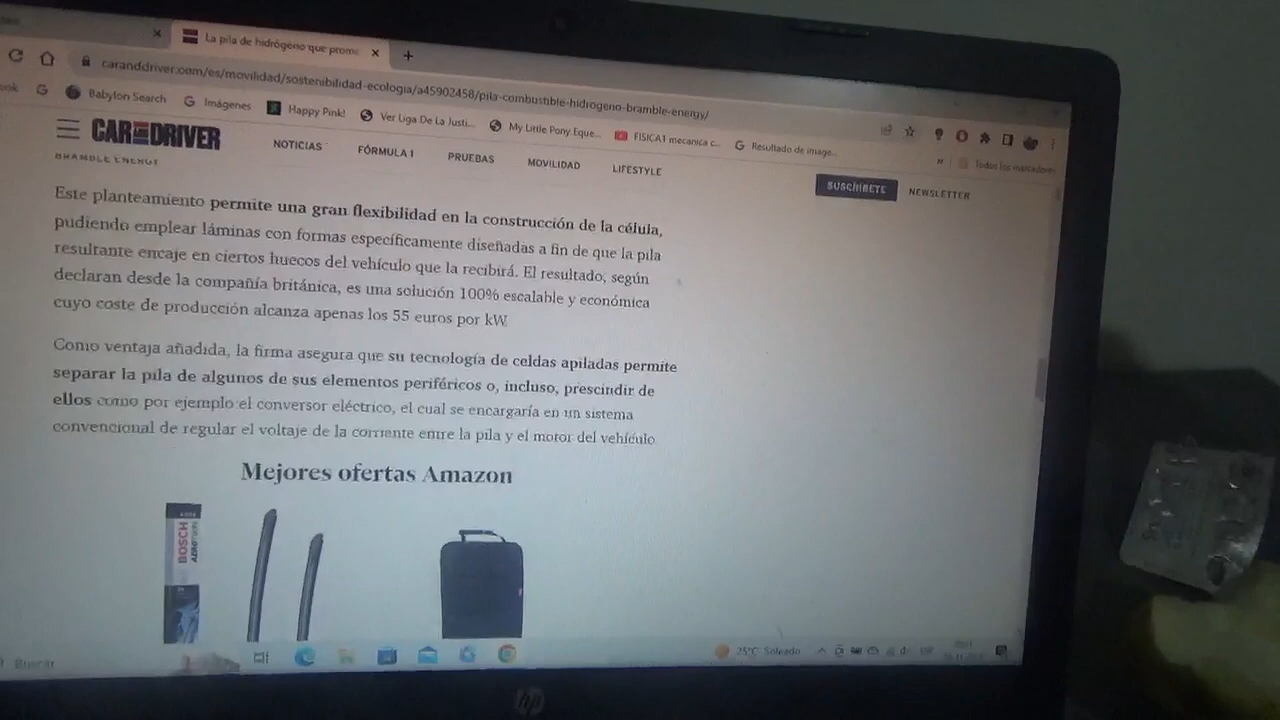 La pila de hidrógeno que prome
caranddriver.com/es/movilidad/sostenibilidad-ecologia/a45902458/pila-combustible-hidrogeno-bramble-energy/
Babylon Search
Imágenes
Happy Pink!
Ver Liga De La Justi...
My Little Pony Eque...
FISICA1 mecanica c...
Resultado de image...
Todos los marcadores
CAR AND DRIVER
NOTICIAS
FÓRMULA 1
PRUEBAS
MOVILIDAD
LIFESTYLE
SUSCRÍBETE
NEWSLETTER
BRAMBLE ENERGY
Este planteamiento permite una gran flexibilidad en la construcción de la célula,
pudiendo emplear láminas con formas específicamente diseñadas a fin de que la pila
resultante encaje en ciertos huecos del vehículo que la recibirá. El resultado, según
declaran desde la compañía británica, es una solución 100% escalable y económica
cuyo coste de producción alcanza apenas los 55 euros por kW.
Como ventaja añadida, la firma asegura que su tecnología de celdas apiladas permite
separar la pila de algunos de sus elementos periféricos o, incluso, prescindir de
ellos como por ejemplo el conversor eléctrico, el cual se encargaría en un sistema
convencional de regular el voltaje de la corriente entre la pila y el motor del vehículo
Mejores ofertas Amazon
BOSCH
Buscar
25°C Soleado
hp